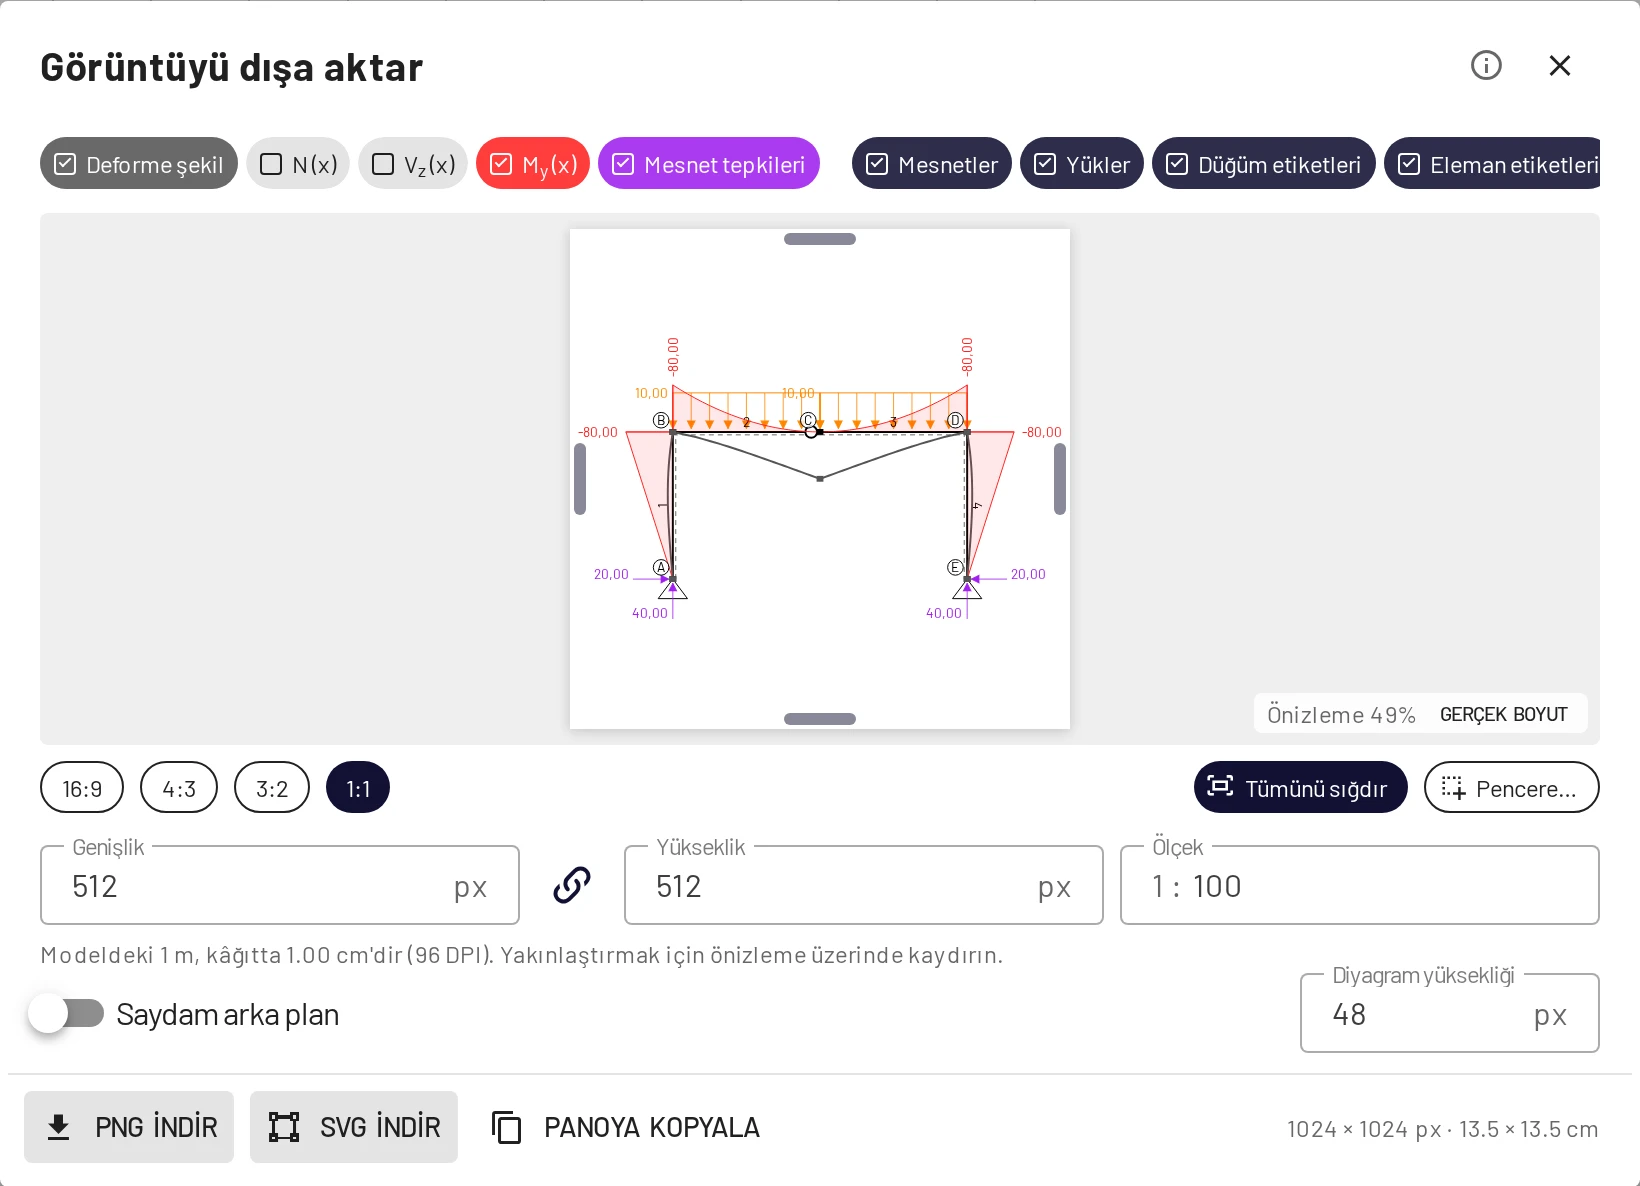 Görüntüyü dışa aktar
Deforme şekil
N(x)
Vz(x)
My(x)
Mesnet tepkileri
Mesnetler
Yükler
Düğüm etiketleri
Eleman etiketleri
-80,00
-80,00
10,00
10,00
B
2
C
3
D
-80,00
-80,00
1
4
A
E
20,00
20,00
40,00
40,00
Önizleme 49%
GERÇEK BOYUT
16:9
4:3
3:2
1:1
Tümünü sığdır
Pencere...
Genişlik
512 px
Yükseklik
512 px
Ölçek
1 : 100
Modeldeki 1 m, kâğıtta 1.00 cm'dir (96 DPI). Yakınlaştırmak için önizleme üzerinde kaydırın.
Saydam arka plan
Diyagram yüksekliği
48 px
PNG İNDİR
SVG İNDİR
PANOYA KOPYALA
1024 × 1024 px · 13.5 × 13.5 cm